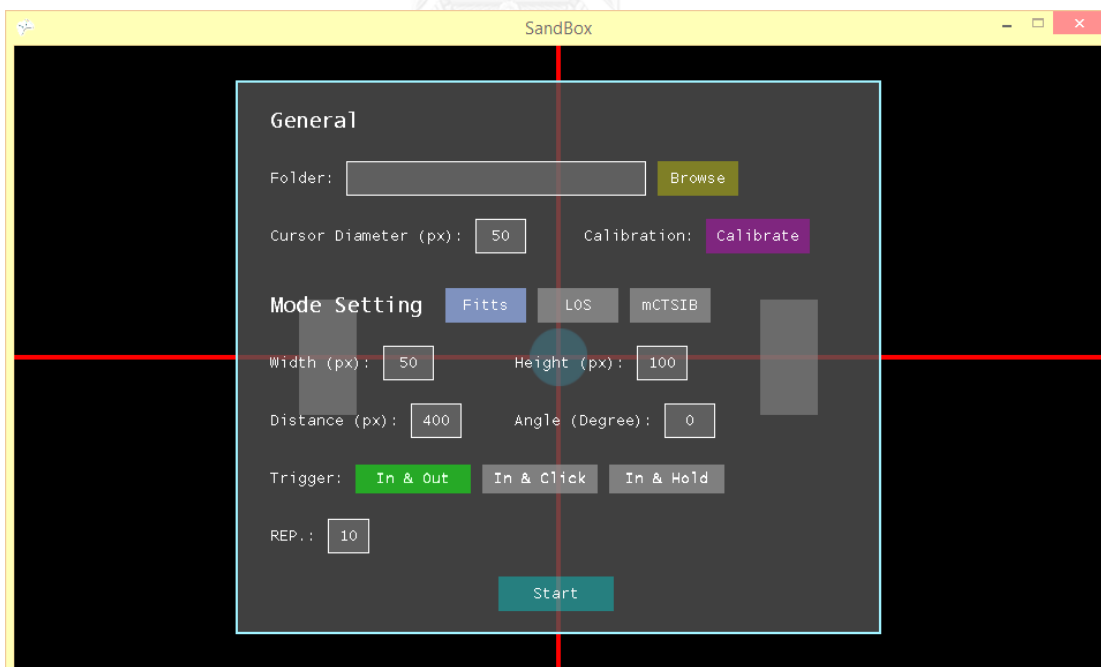 SandBox
General
Folder: Browse
Cursor Diameter (px): 50 Calibration: Calibrate
Mode Setting Fitts LOS mCTSIB
Width (px): 50 Height (px): 100
Distance (px): 400 Angle (Degree): 0
Trigger: In & Out In & Click In & Hold
REP.: 10
Start